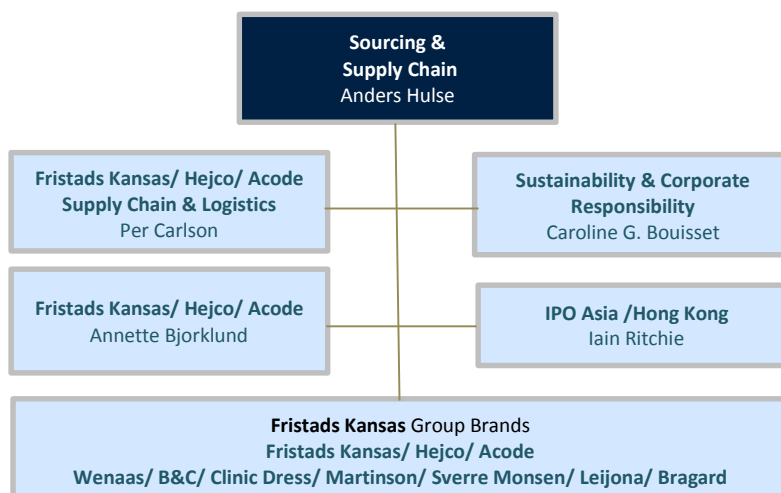 Sourcing &
Supply Chain
Anders Hulse
Fristads Kansas/ Hejco/ Acode
Supply Chain & Logistics
Per Carlson
Sustainability & Corporate
Responsibility
Caroline G. Bouisset
Fristads Kansas/ Hejco/ Acode
Annette Bjorklund
IPO Asia /Hong Kong
Iain Ritchie
Fristads Kansas Group Brands
Fristads Kansas/ Hejco/ Acode
Wenaas/ B&C/ Clinic Dress/ Martinson/ Sverre Monsen/ Leijona/ Bragard